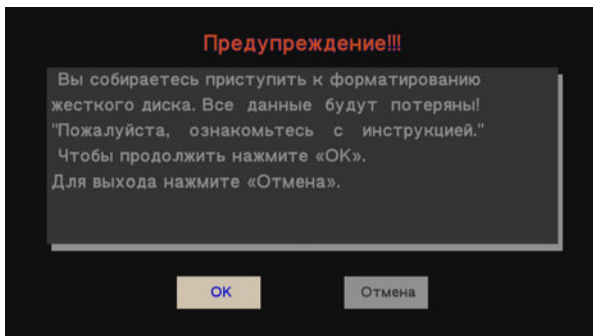 Предупреждение!!!
Вы собираетесь приступить к форматированию
жесткого диска. Все данные будут потеряны!
"Пожалуйста, ознакомьтесь с инструкцией."
Чтобы продолжить нажмите «ОК».
Для выхода нажмите «Отмена».
ОК
Отмена